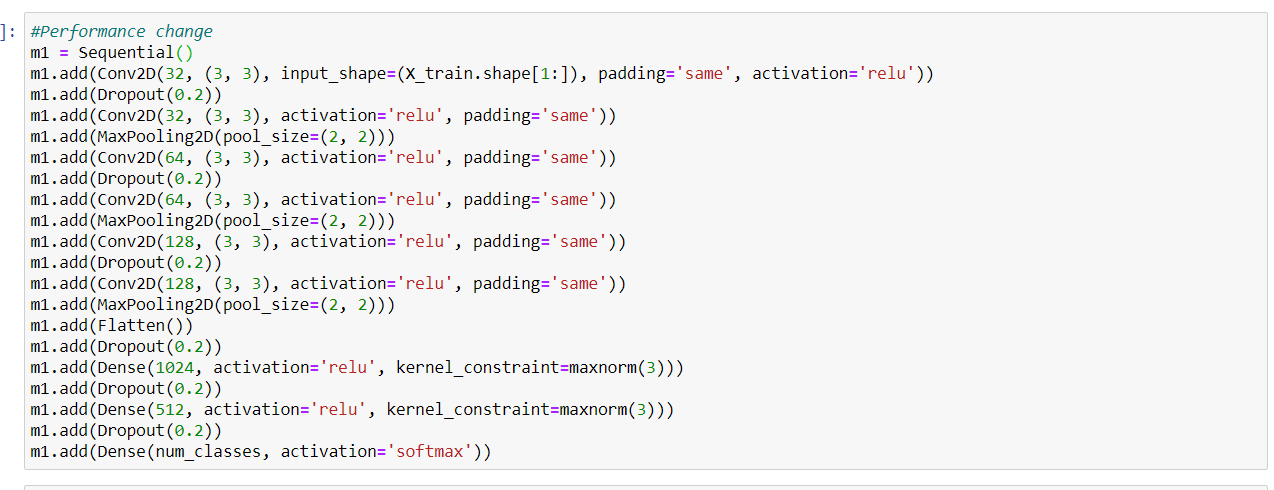 ]:
#Performance change
m1 = Sequential()
m1.add(Conv2D(32, (3, 3), input_shape=(X_train.shape[1:]), padding='same', activation='relu'))
m1.add(Dropout(0.2))
m1.add(Conv2D(32, (3, 3), activation='relu', padding='same'))
m1.add(MaxPooling2D(pool_size=(2, 2)))
m1.add(Conv2D(64, (3, 3), activation='relu', padding='same'))
m1.add(Dropout(0.2))
m1.add(Conv2D(64, (3, 3), activation='relu', padding='same'))
m1.add(MaxPooling2D(pool_size=(2, 2)))
m1.add(Conv2D(128, (3, 3), activation='relu', padding='same'))
m1.add(Dropout(0.2))
m1.add(Conv2D(128, (3, 3), activation='relu', padding='same'))
m1.add(MaxPooling2D(pool_size=(2, 2)))
m1.add(Flatten())
m1.add(Dropout(0.2))
m1.add(Dense(1024, activation='relu', kernel_constraint=maxnorm(3)))
m1.add(Dropout(0.2))
m1.add(Dense(512, activation='relu', kernel_constraint=maxnorm(3)))
m1.add(Dropout(0.2))
m1.add(Dense(num_classes, activation='softmax'))